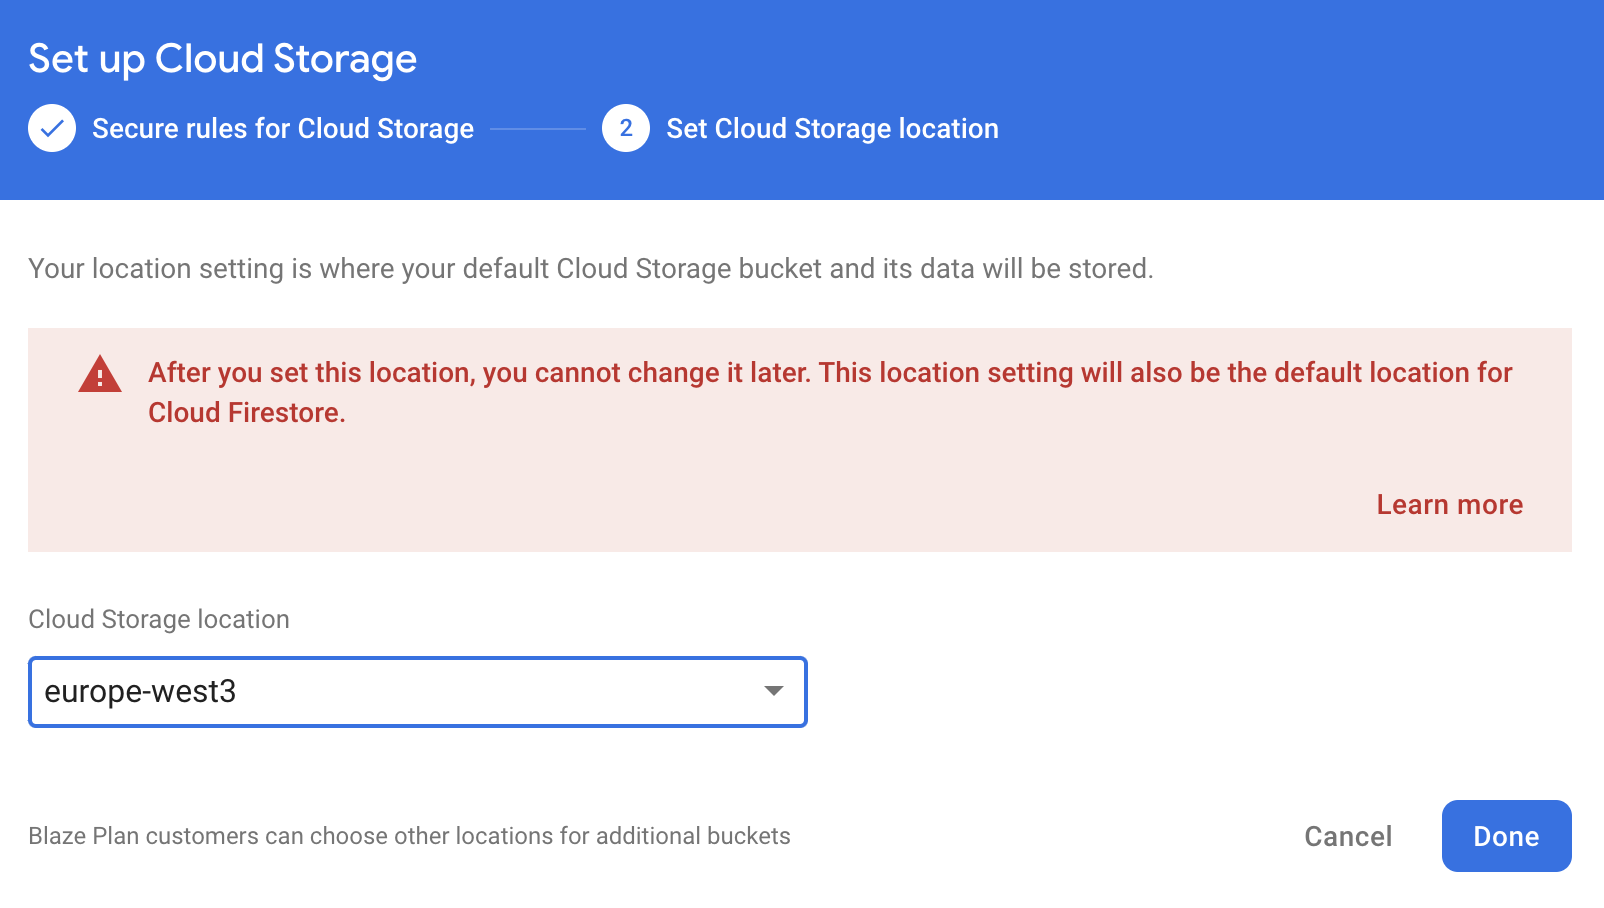 Set up Cloud Storage
Secure rules for Cloud Storage
2 Set Cloud Storage location
Your location setting is where your default Cloud Storage bucket and its data will be stored.
After you set this location, you cannot change it later. This location setting will also be the default location for
Cloud Firestore.
Learn more
Cloud Storage location
europe-west3
Blaze Plan customers can choose other locations for additional buckets
Cancel
Done